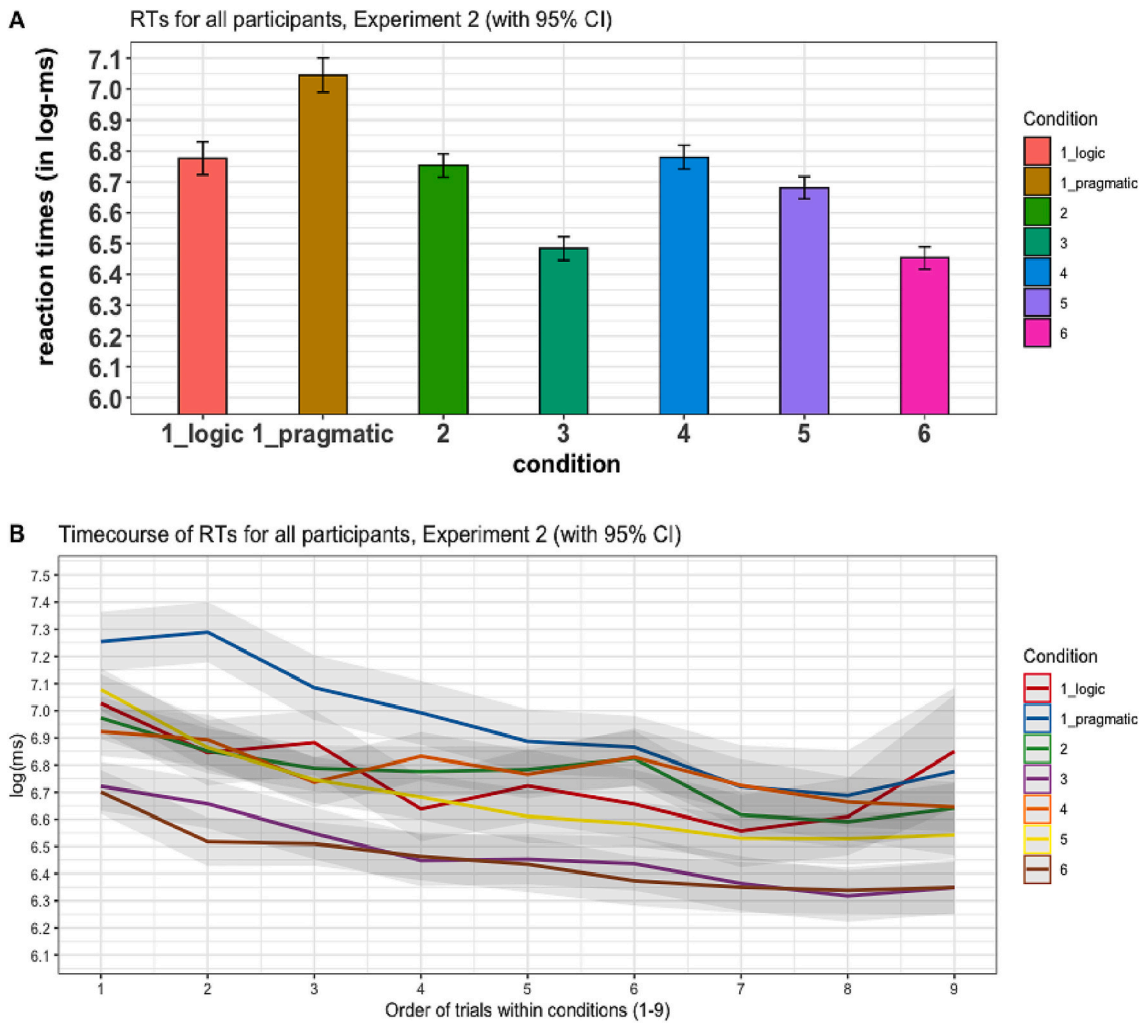 A
RTs for all participants, Experiment 2 (with 95% CI)
reaction times (in log-ms)
7.1
7.0
6.9
6.8
6.7
6.6
6.5
6.4
6.3
6.2
6.1
6.0
1_logic 1_pragmatic 2 3 4 5 6
condition
Condition
1_logic
1_pragmatic
2
3
4
5
6
B
Timecourse of RTs for all participants, Experiment 2 (with 95% CI)
log(ms)
7.5
7.4
7.3
7.2
7.1
7.0
6.9
6.8
6.7
6.6
6.5
6.4
6.3
6.2
6.1
1 2 3 4 5 6 7 8 9
Order of trials within conditions (1-9)
Condition
1_logic
1_pragmatic
2
3
4
5
6